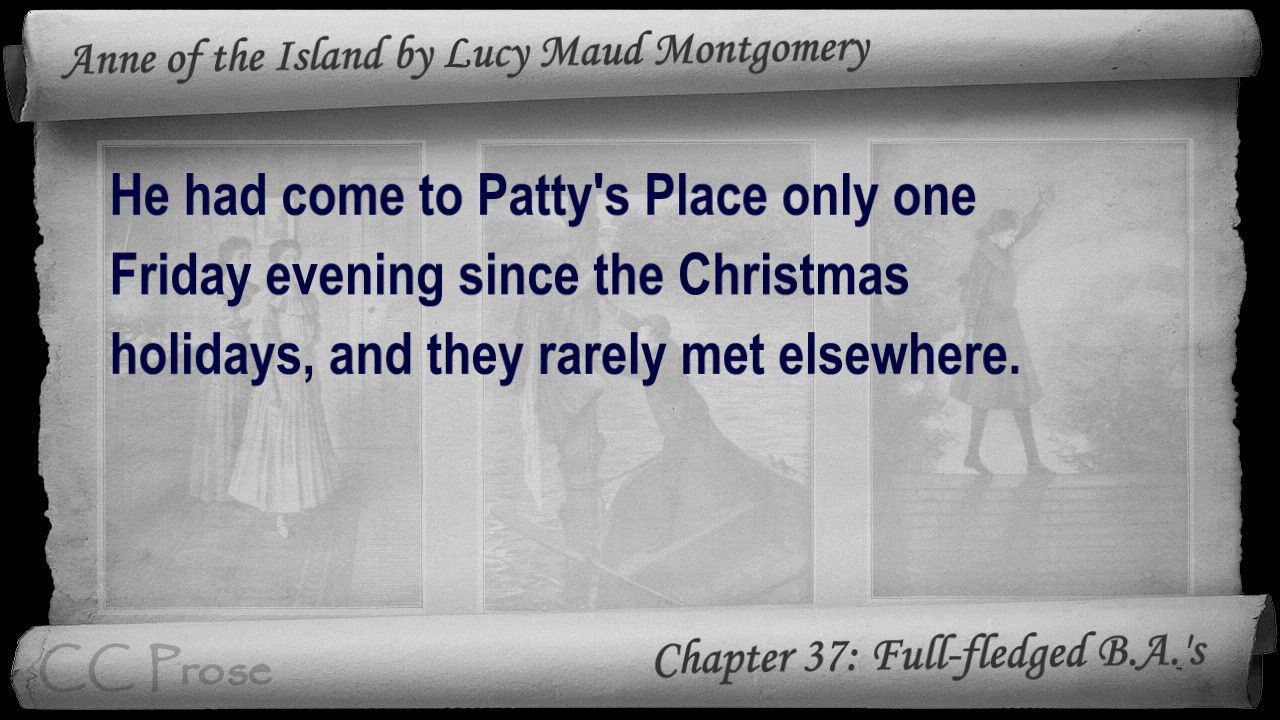 Anne of the Island by Lucy Maud Montgomery
He had come to Patty's Place only one
Friday evening since the Christmas
holidays, and they rarely met elsewhere.
CC Prose
Chapter 37: Full-fledged B.A.'s